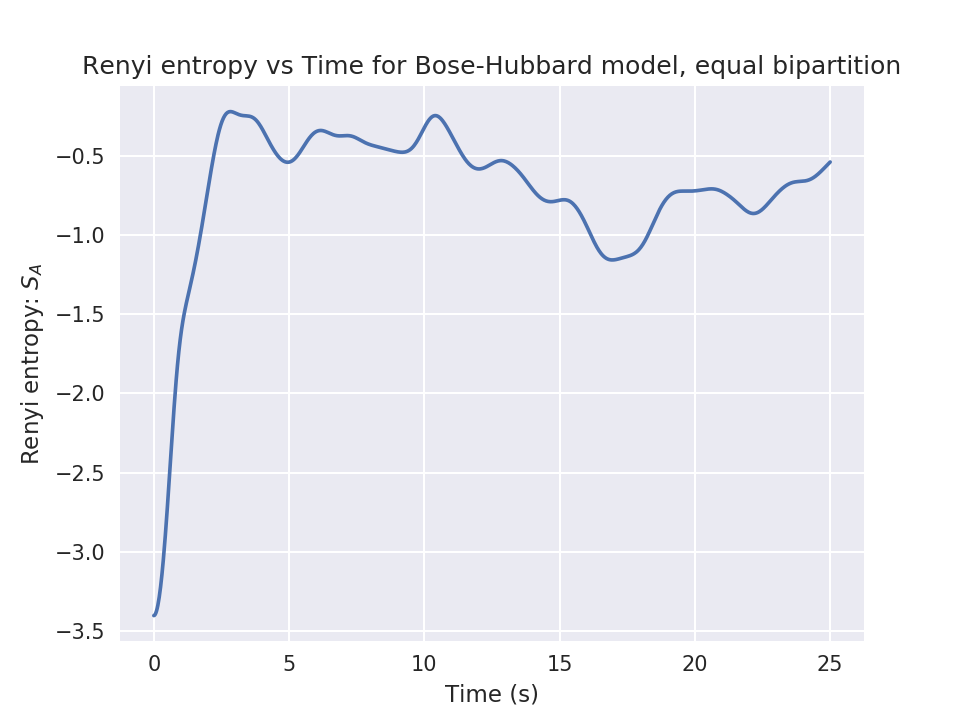 Renyi entropy vs Time for Bose-Hubbard model, equal bipartition
Renyi entropy: S_A
−0.5
−1.0
−1.5
−2.0
−2.5
−3.0
−3.5
0 5 10 15 20 25
Time (s)